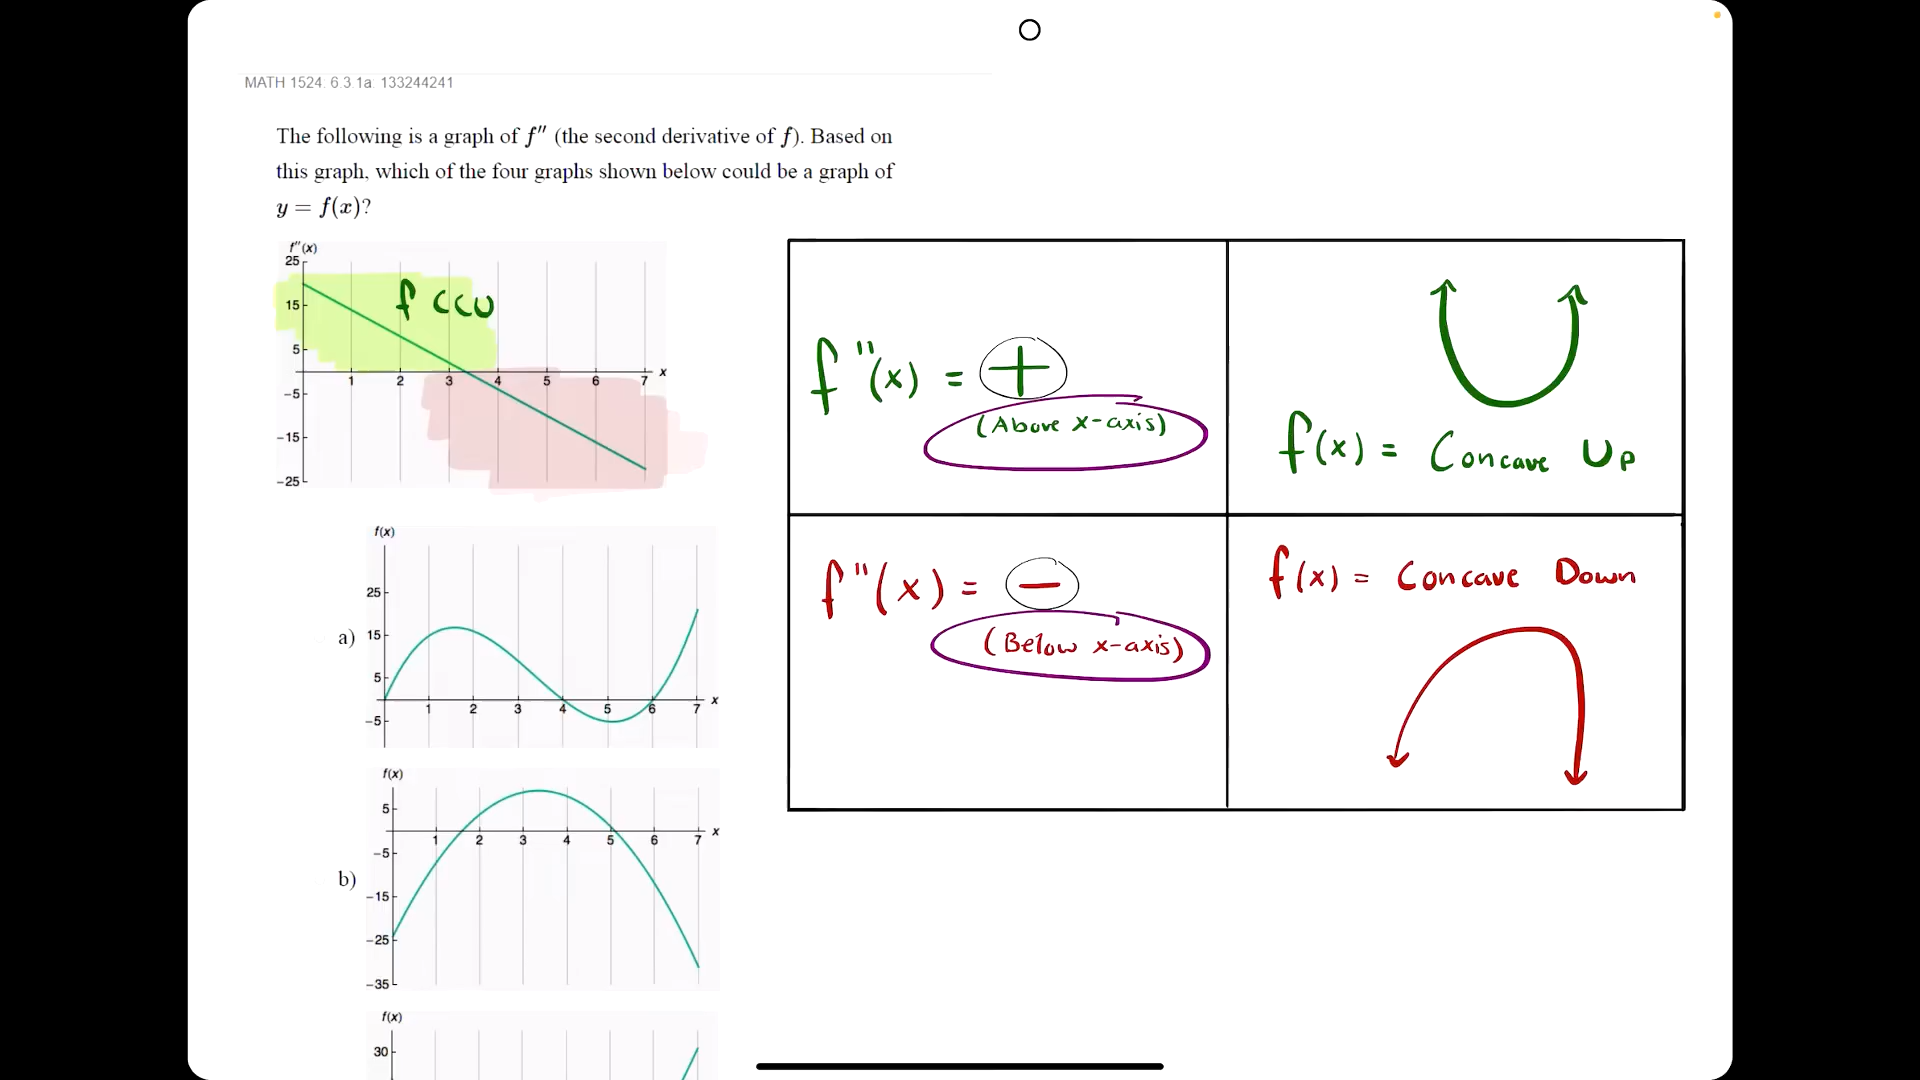 MATH 1524: 6.3.1a: 133244241
The following is a graph of f″ (the second derivative of f). Based on
this graph, which of the four graphs shown below could be a graph of
y = f(x)?
f″(x)
25
15
5
-5
-15
-25
1 2 3 4 5 6 7 x
f CCU
f″(x) = +
(Above x-axis)
f(x) = Concave Up
f″(x) = −
(Below x-axis)
f(x) = Concave Down
f(x)
a)
25
15
5
-5
1 2 3 4 5 6 7 x
f(x)
b)
5
-5
-15
-25
-35
1 2 3 4 5 6 7 x
f(x)
30